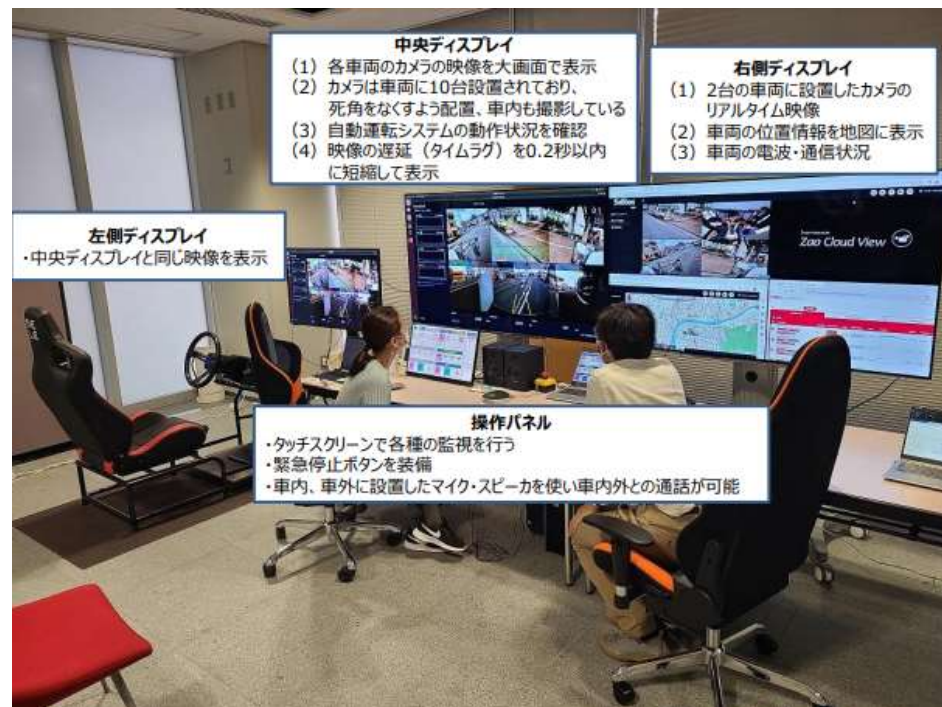 中央ディスプレイ
(1) 各車両のカメラの映像を大画面で表示
(2) カメラは車両に10台設置されており、
死角をなくすよう配置、車内も撮影している
(3) 自動運転システムの動作状況を確認
(4) 映像の遅延（タイムラグ）を0.2秒以内
に短縮して表示
右側ディスプレイ
(1) 2台の車両に設置したカメラの
リアルタイム映像
(2) 車両の位置情報を地図に表示
(3) 車両の電波・通信状況
左側ディスプレイ
・中央ディスプレイと同じ映像を表示
Zao Cloud View
操作パネル
・タッチスクリーンで各種の監視を行う
・緊急停止ボタンを装備
・車内、車外に設置したマイク・スピーカを使い車内外との通話が可能